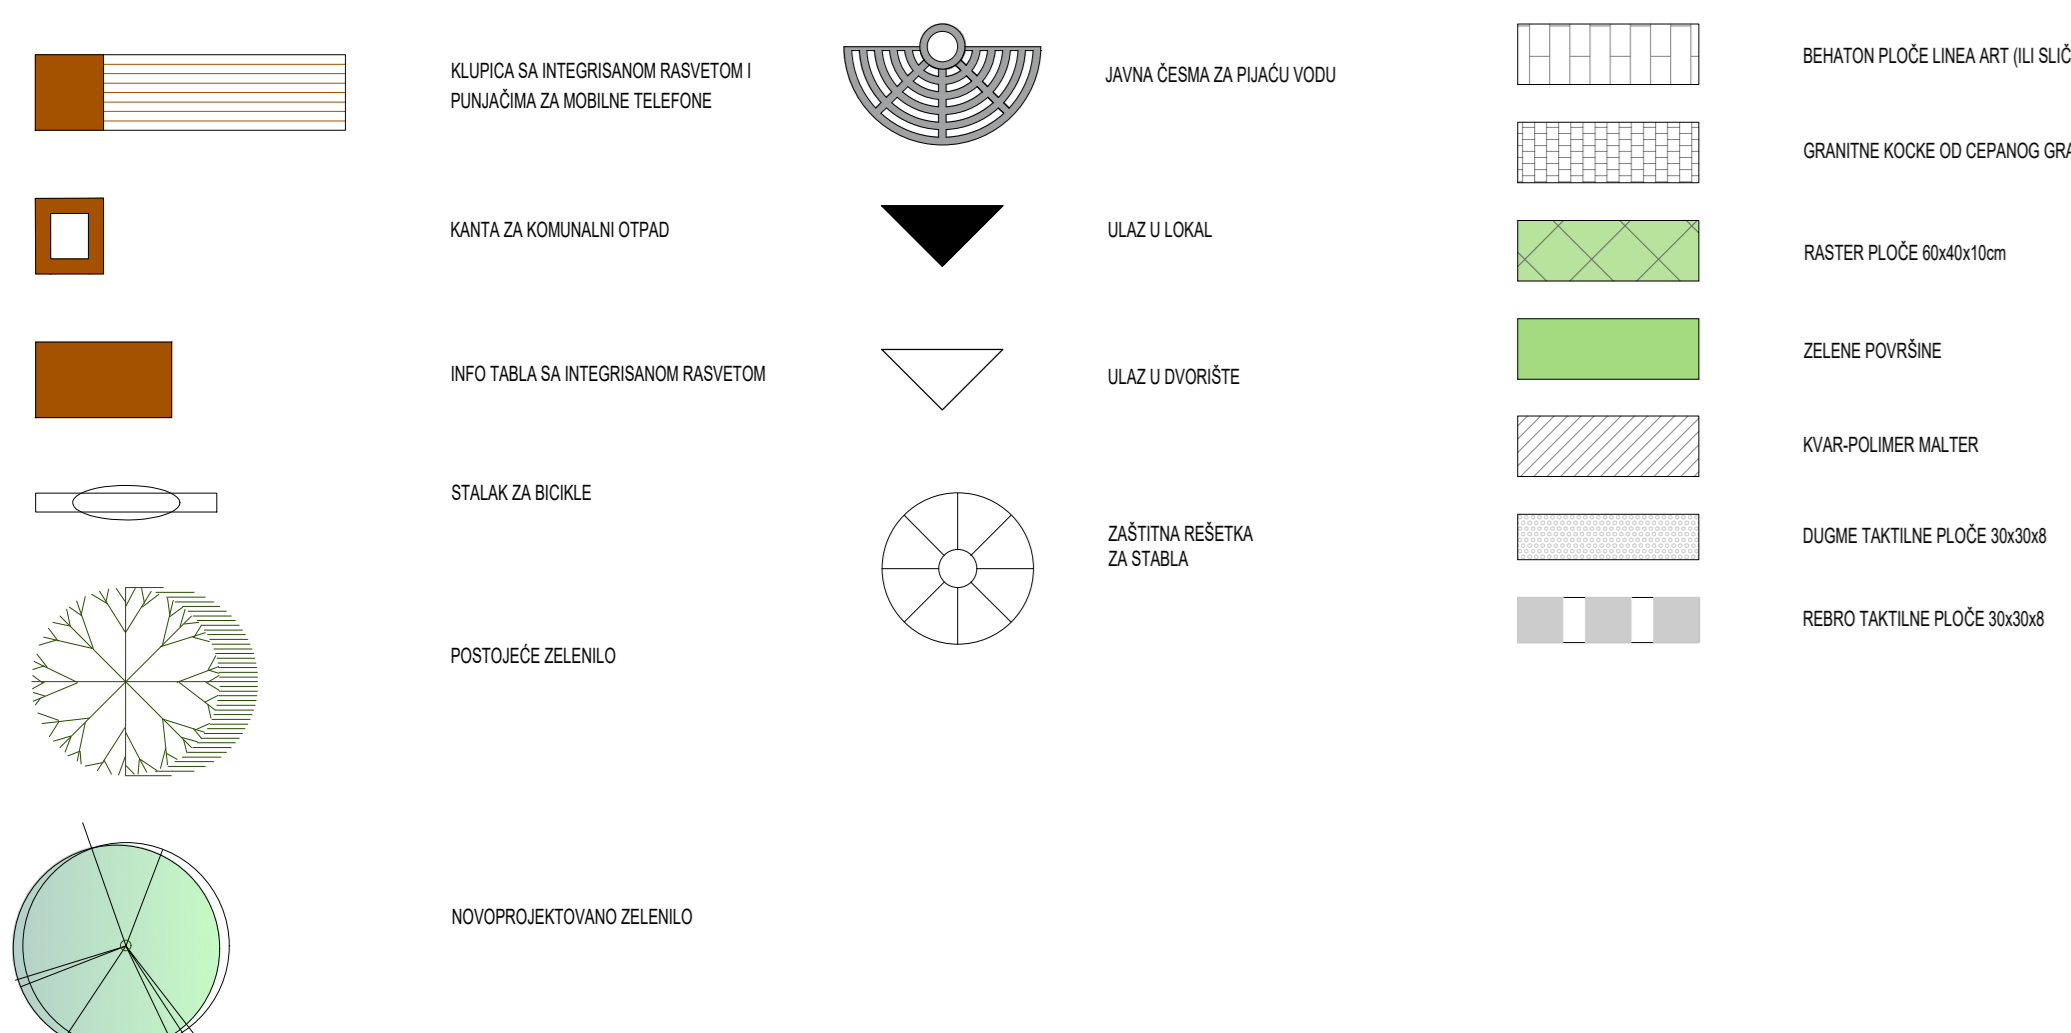 KLUPICA SA INTEGRISANOM RASVETOM I
PUNJAČIMA ZA MOBILNE TELEFONE
KANTA ZA KOMUNALNI OTPAD
INFO TABLA SA INTEGRISANOM RASVETOM
STALAK ZA BICIKLE
POSTOJEĆE ZELENILO
NOVOPROJEKTOVANO ZELENILO
JAVNA ČESMA ZA PIJAĆU VODU
ULAZ U LOKAL
ULAZ U DVORIŠTE
ZAŠTITNA REŠETKA
ZA STABLA
BEHATON PLOČE LINEA ART (ILI
GRANITNE KOCKE OD CEPANOG
RASTER PLOČE 60x40x10cm
ZELENE POVRŠINE
KVAR-POLIMER MALTER
DUGME TAKTILNE PLOČE 30x30x8
REBRO TAKTILNE PLOČE 30x30x8